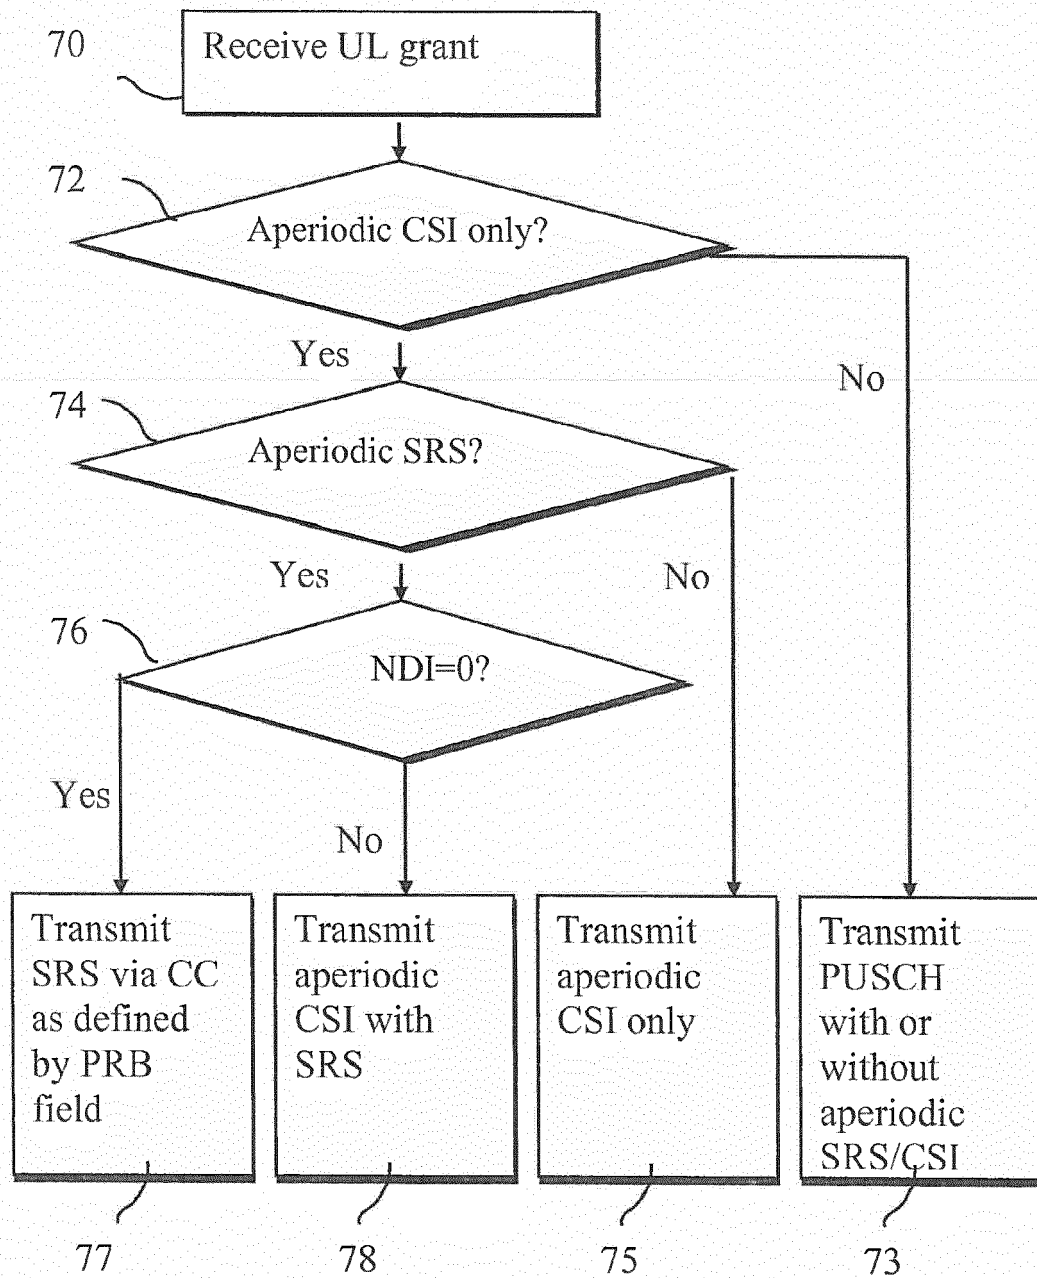 70
Receive UL grant
72
Aperiodic CSI only?
Yes
No
74
Aperiodic SRS?
Yes
No
76
NDI=0?
Yes
No
Transmit
SRS via CC
as defined
by PRB
field
Transmit
aperiodic
CSI with
SRS
Transmit
aperiodic
CSI only
Transmit
PUSCH
with or
without
aperiodic
SRS/CSI
77
78
75
73